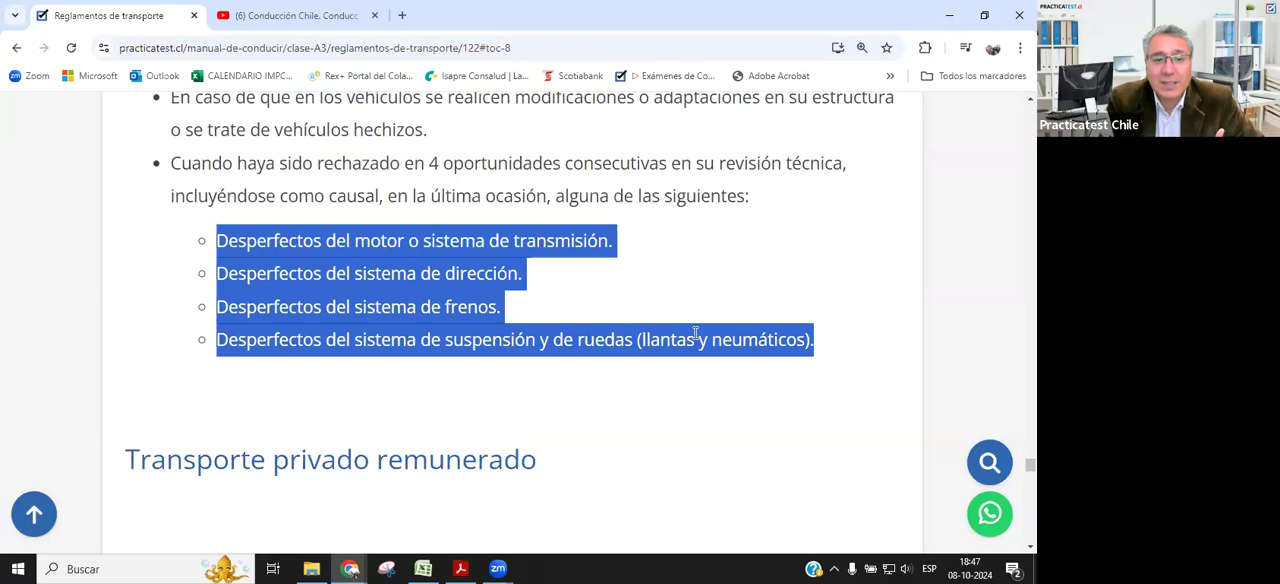 Reglamentos de transporte
(6) Conducción Chile. Conducc
practicatest.cl/manual-de-conducir/clase-A3/reglamentos-de-transporte/122#toc-8
Zoom
Microsoft
Outlook
CALENDARIO IMPC...
Rex+ Portal del Cola...
Isapre Consalud | La...
Scotiabank
▷ Exámenes de Co...
Adobe Acrobat
»
Todos los marcadores
En caso de que en los vehículos se realicen modificaciones o adaptaciones en su estructura
o se trate de vehículos hechizos.
Cuando haya sido rechazado en 4 oportunidades consecutivas en su revisión técnica,
incluyéndose como causal, en la última ocasión, alguna de las siguientes:
Desperfectos del motor o sistema de transmisión.
Desperfectos del sistema de dirección.
Desperfectos del sistema de frenos.
Desperfectos del sistema de suspensión y de ruedas (llantas y neumáticos).
Transporte privado remunerado
PRACTICATEST.cl
Practicatest Chile
Buscar
ESP
18:47
08-10-2024
2